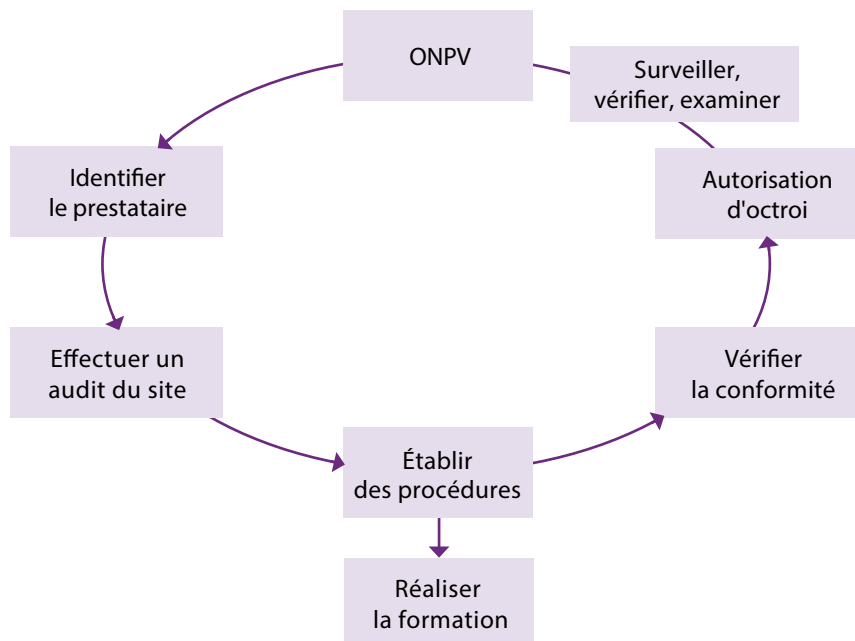 ONPV
Surveiller,
vérifier, examiner
Identifier
le prestataire
Autorisation
d'octroi
Effectuer un
audit du site
Vérifier
la conformité
Établir
des procédures
Réaliser
la formation